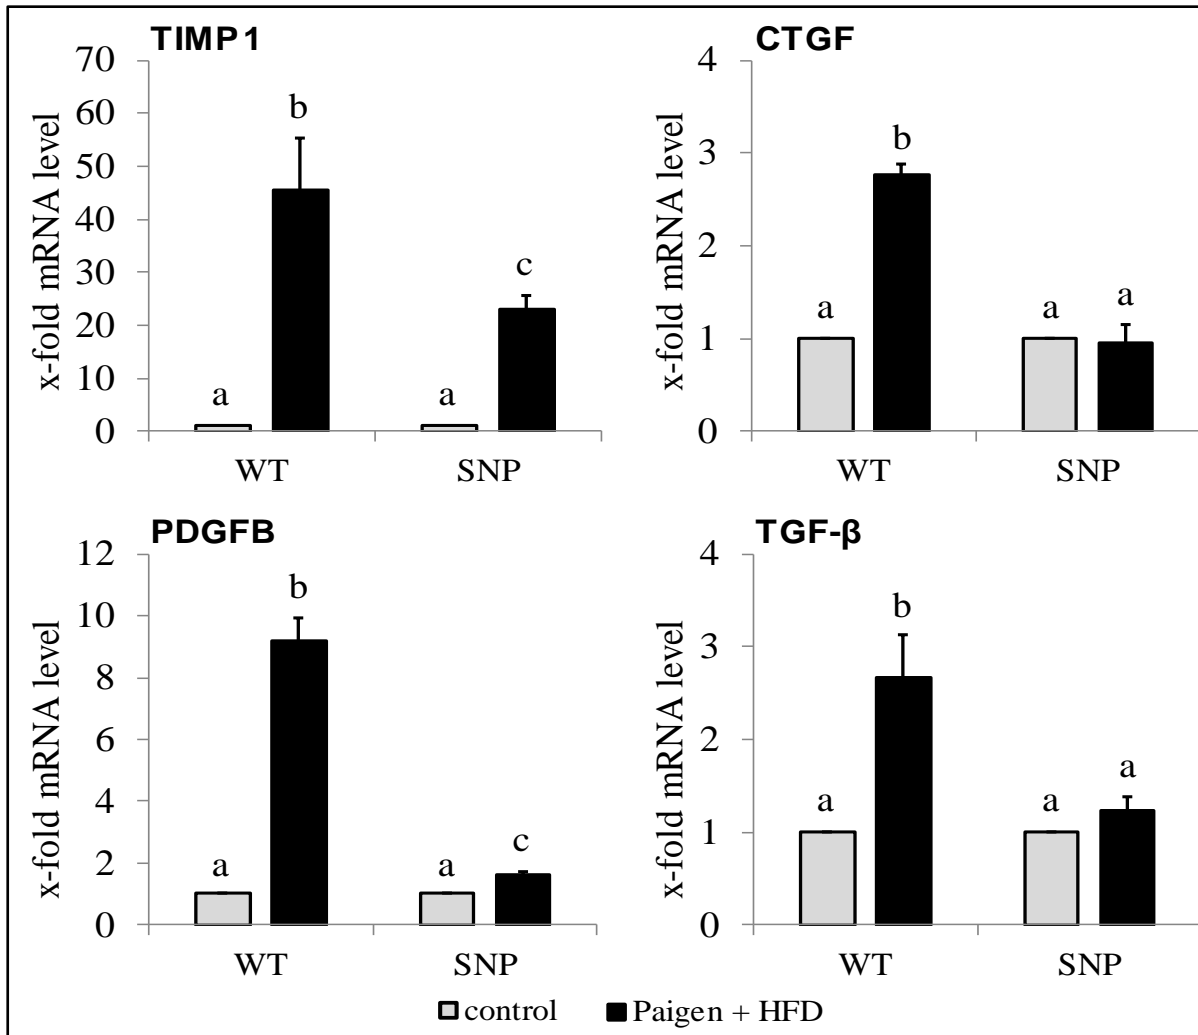 TIMP1
x-fold mRNA level
70
60
50
40
30
20
10
0
a
b
a
c
WT
SNP
CTGF
x-fold mRNA level
4
3
2
1
0
a
b
a
a
WT
SNP
PDGFB
x-fold mRNA level
12
10
8
6
4
2
0
a
b
a
c
WT
SNP
TGF-β
x-fold mRNA level
4
3
2
1
0
a
b
a
a
WT
SNP
control
Paigen + HFD